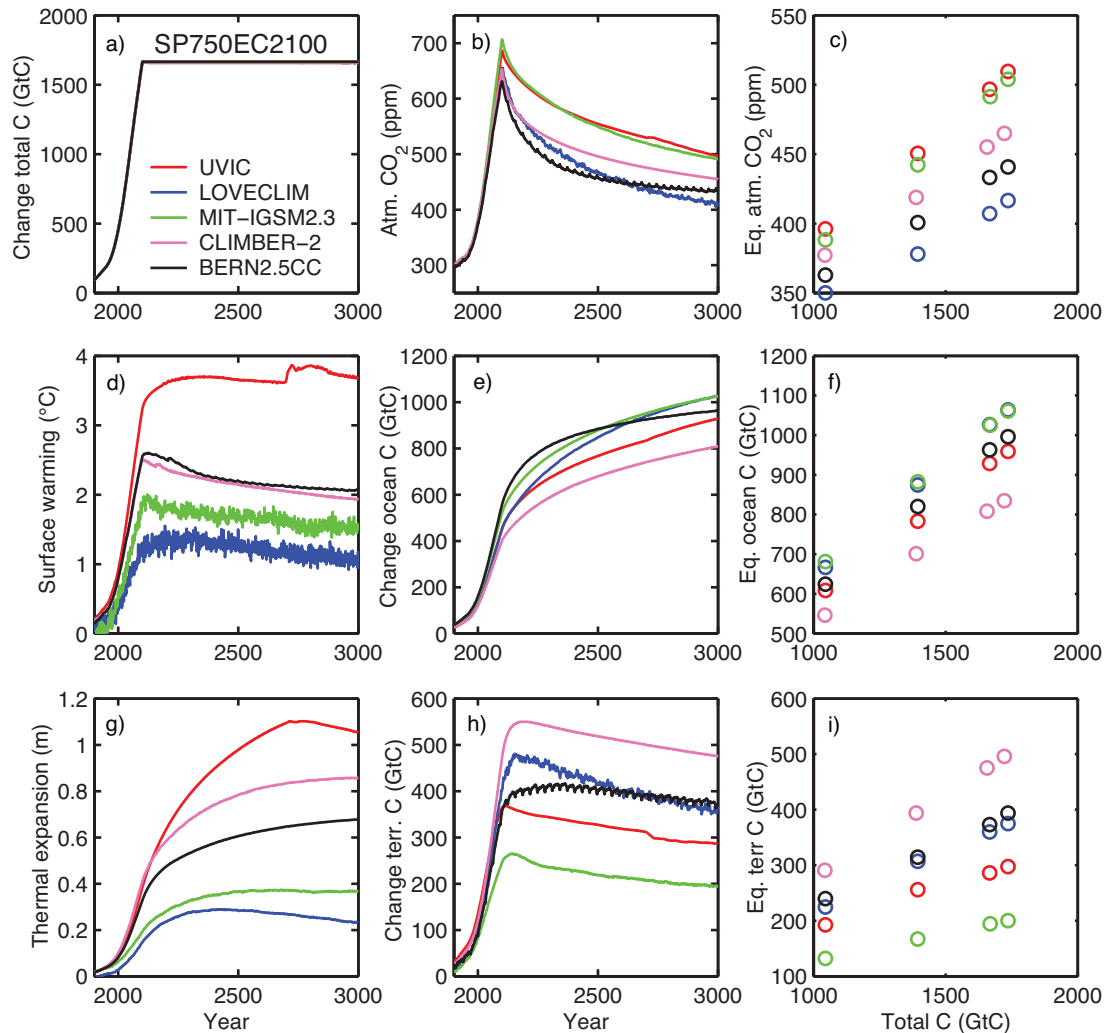 a) SP750EC2100
Change total C (GtC)
2000
1500
1000
500
0
UVIC
LOVECLIM
MIT-IGSM2.3
CLIMBER-2
BERN2.5CC
2000 2500 3000
b)
Atm. CO2 (ppm)
700
600
500
400
300
2000 2500 3000
c)
Eq. atm. CO2 (ppm)
500
450
400
350
1000 1500 2000
d)
Surface warming (°C)
4
3
2
1
0
2000 2500 3000
e)
Change ocean C (GtC)
1000
800
600
400
200
0
2000 2500 3000
f)
Eq. ocean C (GtC)
1200
1100
1000
900
800
700
600
500
1000 1500 2000
g)
Thermal expansion (m)
1.2
1
0.8
0.6
0.4
0.2
0
2000 2500 3000
Year
h)
Change terr. C (GtC)
600
500
400
300
200
100
0
2000 2500 3000
Year
i)
Eq. terr C (GtC)
600
500
400
300
200
100
1000 1500 2000
Total C (GtC)